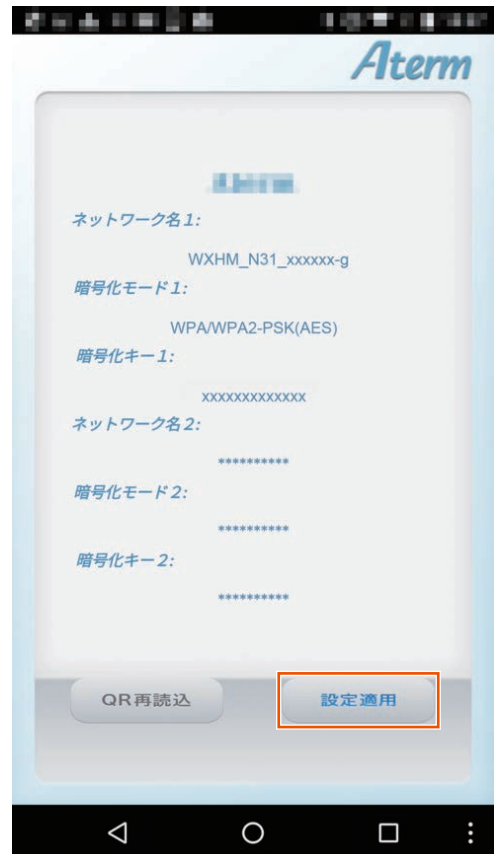 Aterm
ネットワーク名1:
WXHM_N31_xxxxxx-g
暗号化モード1:
WPA/WPA2-PSK(AES)
暗号化キー1:
xxxxxxxxxxxxx
ネットワーク名2:
**********
暗号化モード2:
**********
暗号化キー2:
**********
QR再読込
設定適用